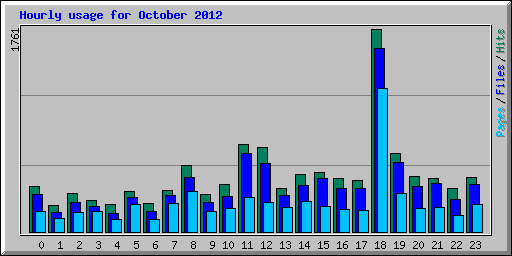 Hourly usage for October 2012
1761
Pages / Files / Hits
0 1 2 3 4 5 6 7 8 9 10 11 12 13 14 15 16 17 18 19 20 21 22 23